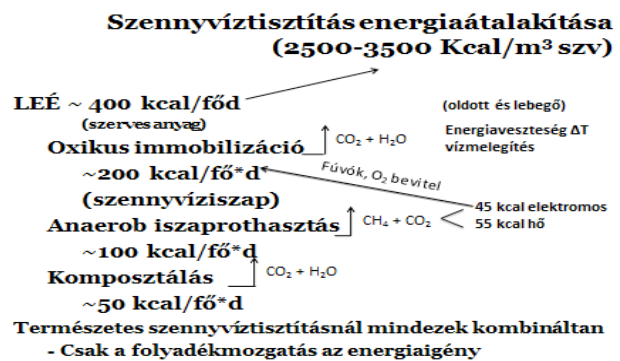 Szennyvíztisztítás energiaátalakítása
(2500-3500 Kcal/m³ szv)
LEÉ ~ 400 kcal/főd
(oldott és lebegő)
(szerves anyag)
Oxikus immobilizáció
CO₂ + H₂O
Energiaveszteség ΔT
vízmelegítés
~200 kcal/fő*d
Fúvók, O₂ bevitel
(szennyvíziszap)
45 kcal elektromos
Anaerob iszaprothasztás
CH₄ + CO₂
55 kcal hő
~100 kcal/fő*d
Komposztálás
CO₂ + H₂O
~50 kcal/fő*d
Természetes szennyvíztisztításnál mindezek kombináltan
- Csak a folyadékmozgatás az energiaigény